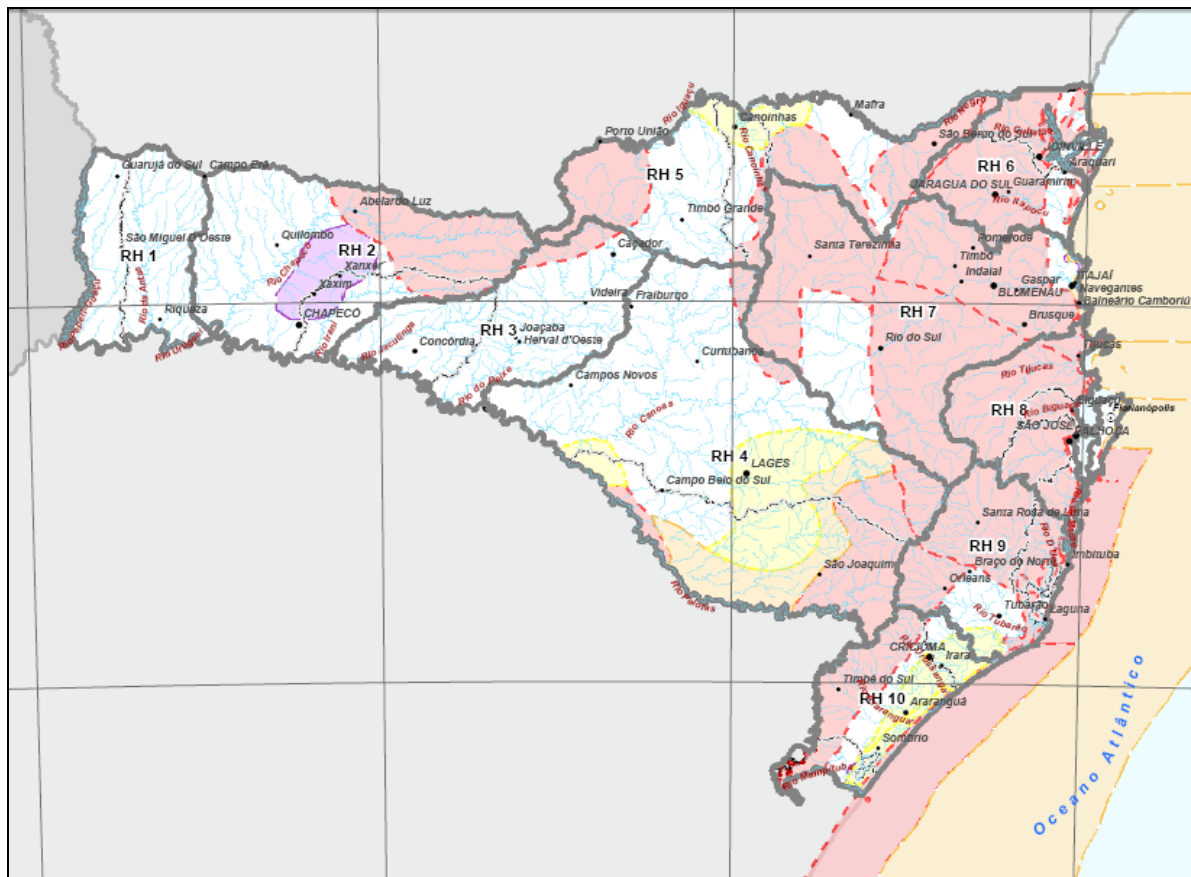 Mafra
Rio Iguaçu
Canoinhas
Rio Negro
Porto União
São Bento do Sul
JOINVILLE
Araquari
Guarujá do Sul
Campo Erê
RH 5
RH 6
JARAGUÁ DO SUL
Guaramirim
Rio Itapocu
Abelardo Luz
Timbó Grande
São Miguel D'Oeste
Quilombo
RH 2
RH 1
Rio Chapecó
Xaxim
Caçador
Santa Terezinha
Pomerode
Timbó
Indaial
Gaspar
ITAJAÍ
Navegantes
BLUMENAU
Balneário Camboriú
Riqueza
CHAPECÓ
Rio Irani
Videira
Fraiburgo
RH 7
Brusque
RH 3
Joaçaba
Herval d'Oeste
Concórdia
Rio Jacutinga
Rio do Sul
Tijucas
Curitibanos
Rio Tijucas
Rio do Peixe
Campos Novos
Rio Canoas
RH 8
Florianópolis
SÃO JOSÉ
PALHOÇA
RH 4
LAGES
Campo Belo do Sul
Santa Rosa de Lima
RH 9
Braço do Norte
Imbituba
São Joaquim
Orleans
Rio Pelotas
Tubarão
Laguna
Rio Tubarão
CRICIÚMA
Timbé do Sul
RH 10
Araranguá
Sombrio
Rio Mampituba
Oceano Atlântico